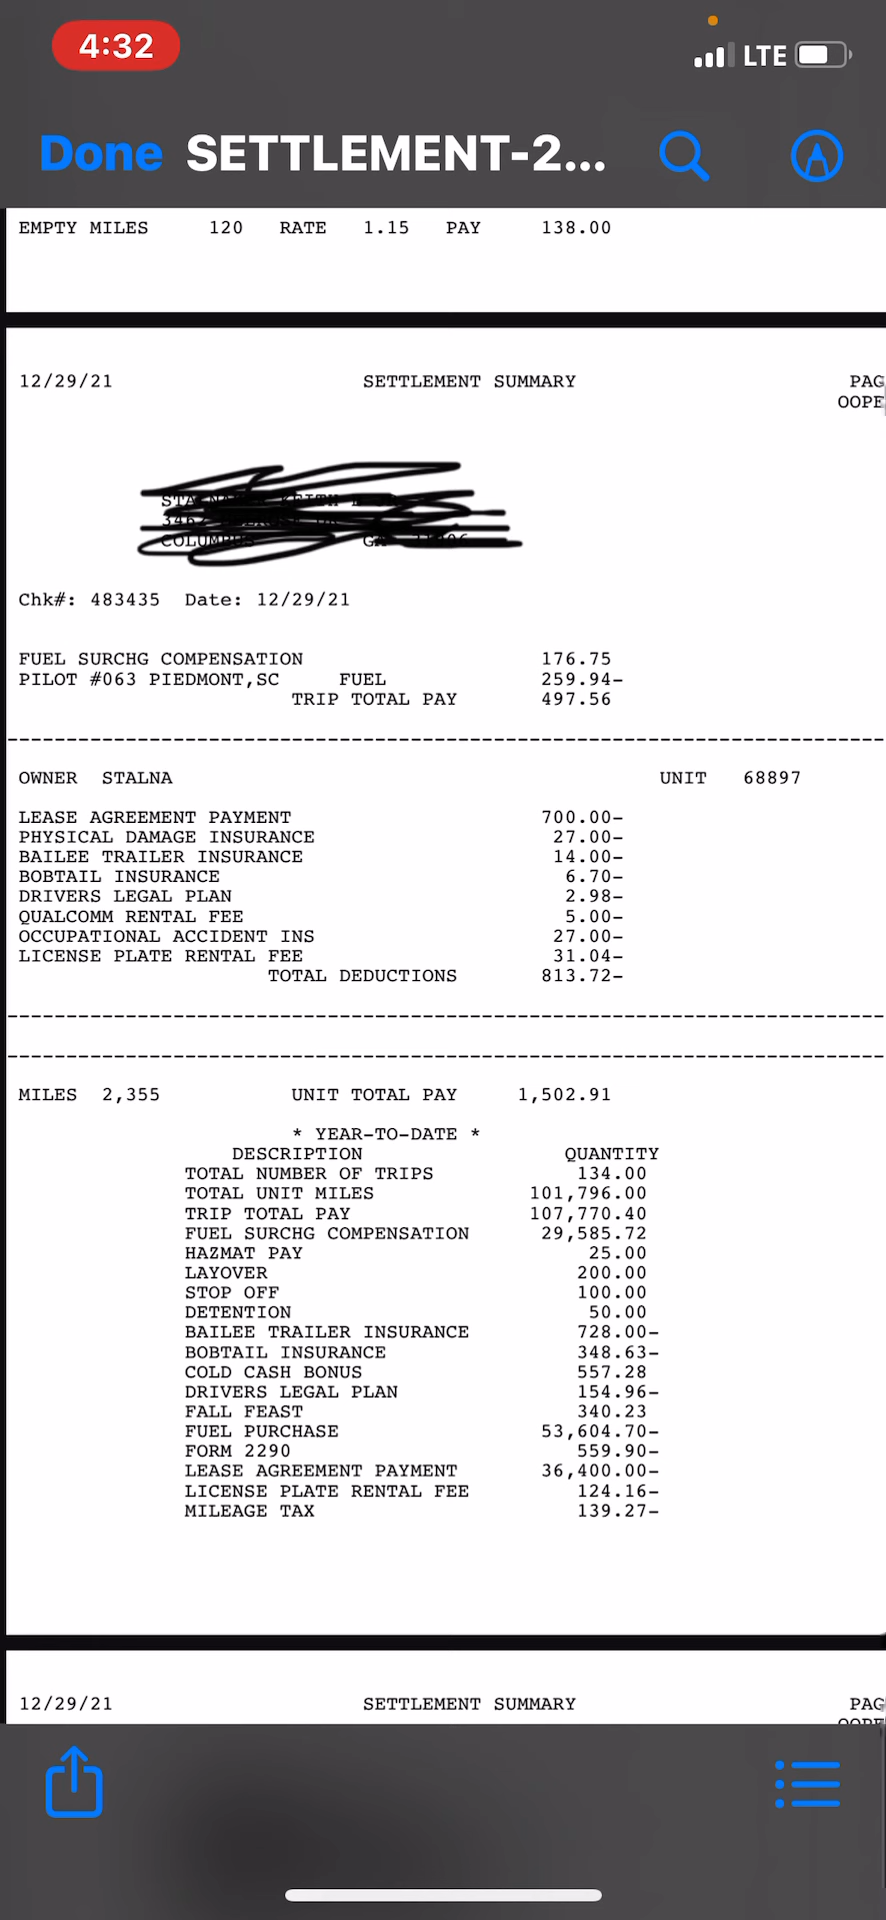 4:32 LTE
Done SETTLEMENT-2...
EMPTY MILES 120 RATE 1.15 PAY 138.00
12/29/21 SETTLEMENT SUMMARY PAG
OOPE
Chk#: 483435 Date: 12/29/21
FUEL SURCHG COMPENSATION 176.75
PILOT #063 PIEDMONT,SC FUEL 259.94-
TRIP TOTAL PAY 497.56
OWNER STALNA UNIT 68897
LEASE AGREEMENT PAYMENT 700.00-
PHYSICAL DAMAGE INSURANCE 27.00-
BAILEE TRAILER INSURANCE 14.00-
BOBTAIL INSURANCE 6.70-
DRIVERS LEGAL PLAN 2.98-
QUALCOMM RENTAL FEE 5.00-
OCCUPATIONAL ACCIDENT INS 27.00-
LICENSE PLATE RENTAL FEE 31.04-
TOTAL DEDUCTIONS 813.72-
MILES 2,355 UNIT TOTAL PAY 1,502.91
* YEAR-TO-DATE *
DESCRIPTION QUANTITY
TOTAL NUMBER OF TRIPS 134.00
TOTAL UNIT MILES 101,796.00
TRIP TOTAL PAY 107,770.40
FUEL SURCHG COMPENSATION 29,585.72
HAZMAT PAY 25.00
LAYOVER 200.00
STOP OFF 100.00
DETENTION 50.00
BAILEE TRAILER INSURANCE 728.00-
BOBTAIL INSURANCE 348.63-
COLD CASH BONUS 557.28
DRIVERS LEGAL PLAN 154.96-
FALL FEAST 340.23
FUEL PURCHASE 53,604.70-
FORM 2290 559.90-
LEASE AGREEMENT PAYMENT 36,400.00-
LICENSE PLATE RENTAL FEE 124.16-
MILEAGE TAX 139.27-
12/29/21 SETTLEMENT SUMMARY PAG